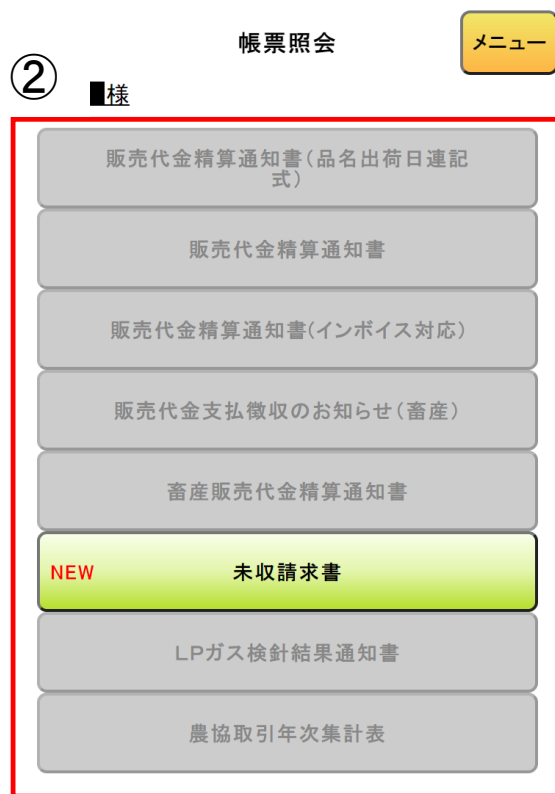 帳票照会
メニュー
②
様
販売代金精算通知書(品名出荷日連記
式)
販売代金精算通知書
販売代金精算通知書(インボイス対応)
販売代金支払徴収のお知らせ(畜産)
畜産販売代金精算通知書
NEW 未収請求書
LPガス検針結果通知書
農協取引年次集計表